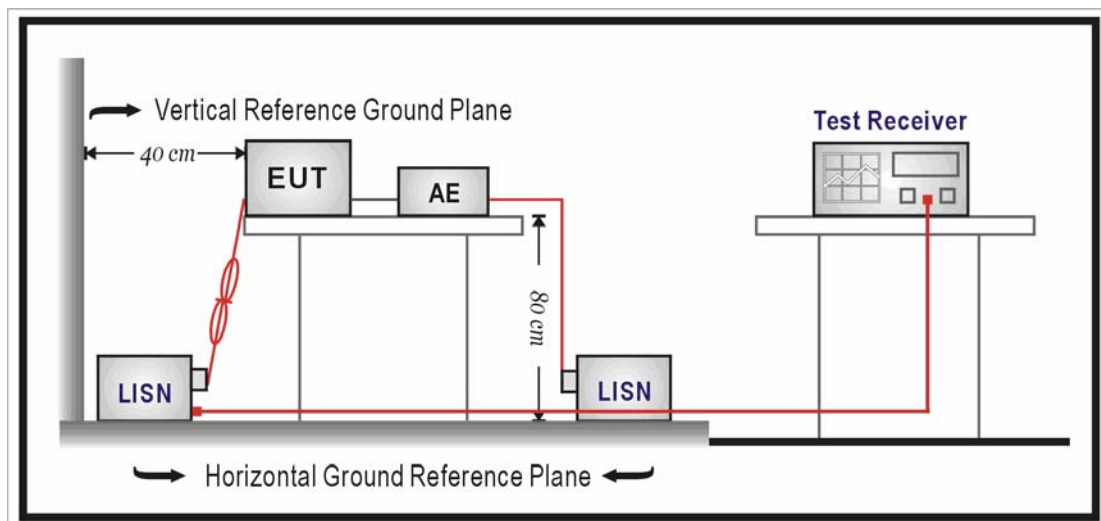 Vertical Reference Ground Plane
40 cm
EUT
AE
Test Receiver
80 cm
LISN
LISN
Horizontal Ground Reference Plane